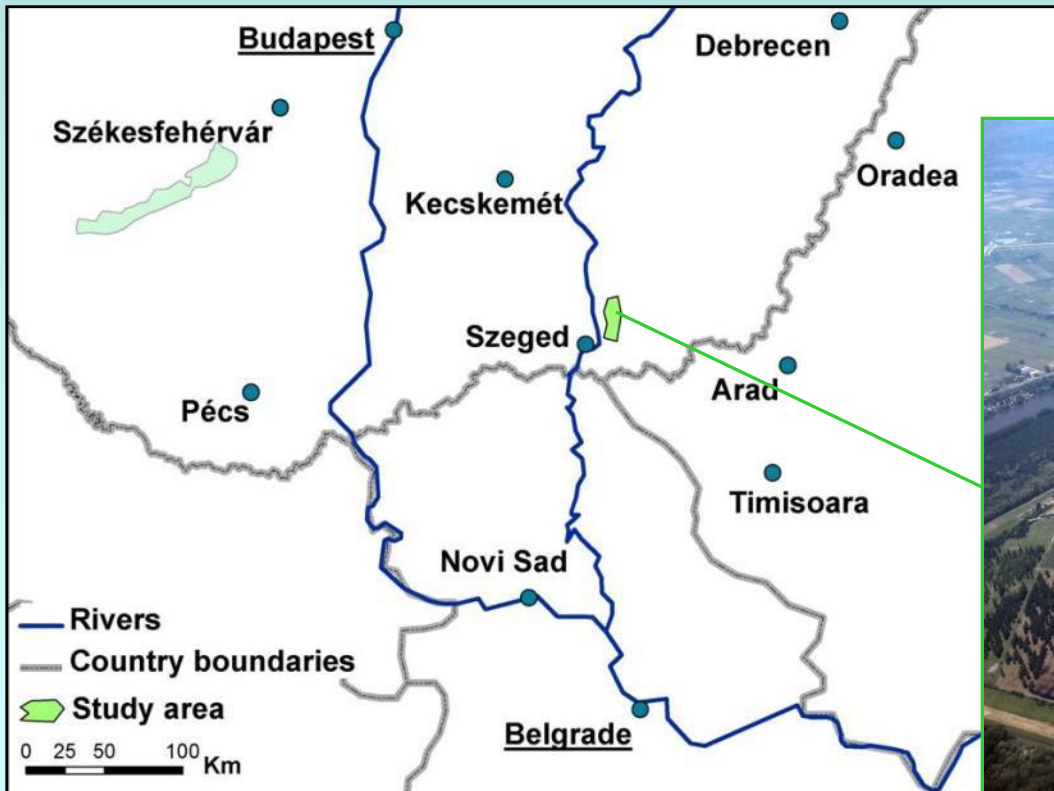 Budapest
Debrecen
Székesfehérvár
Oradea
Kecskemét
Szeged
Arad
Pécs
Timisoara
Novi Sad
Rivers
Country boundaries
Study area
Belgrade
0 25 50 100 Km